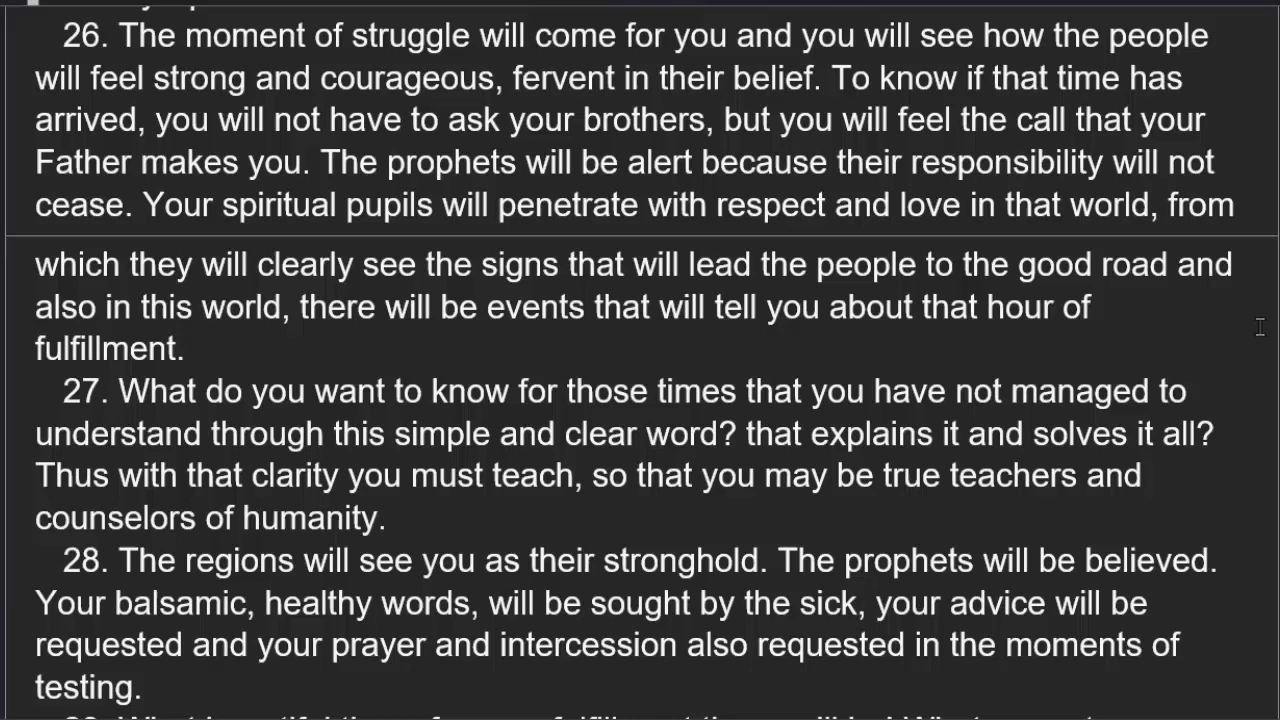 26. The moment of struggle will come for you and you will see how the people
will feel strong and courageous, fervent in their belief. To know if that time has
arrived, you will not have to ask your brothers, but you will feel the call that your
Father makes you. The prophets will be alert because their responsibility will not
cease. Your spiritual pupils will penetrate with respect and love in that world, from
which they will clearly see the signs that will lead the people to the good road and
also in this world, there will be events that will tell you about that hour of
fulfillment.
27. What do you want to know for those times that you have not managed to
understand through this simple and clear word? that explains it and solves it all?
Thus with that clarity you must teach, so that you may be true teachers and
counselors of humanity.
28. The regions will see you as their stronghold. The prophets will be believed.
Your balsamic, healthy words, will be sought by the sick, your advice will be
requested and your prayer and intercession also requested in the moments of
testing.